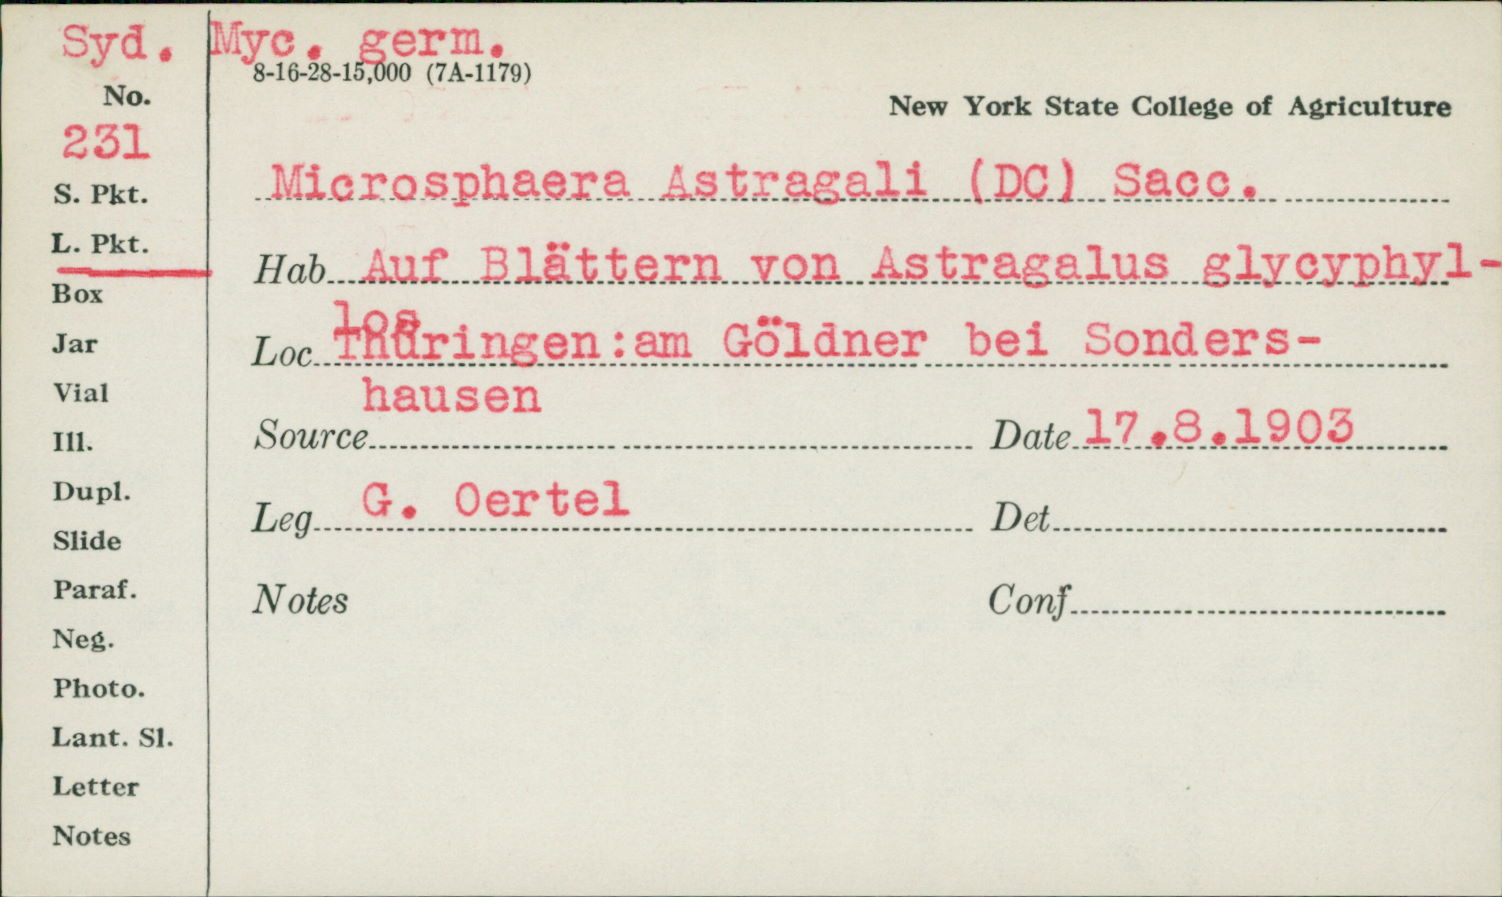 Syd. Myc. germ.
8-16-28-15,000 (7A-1179)
No.
New York State College of Agriculture
231
Microsphaera Astragali (DC) Sacc.
S. Pkt.
L. Pkt.
Hab Auf Blättern von Astragalus glycyphyl-
los
Box
Loc Thüringen:am Göldner bei Sonders-
hausen
Jar
Vial
Source
Date 17.8.1903
Ill.
Dupl.
Leg G. Oertel
Det
Slide
Paraf.
Notes
Conf
Neg.
Photo.
Lant. Sl.
Letter
Notes